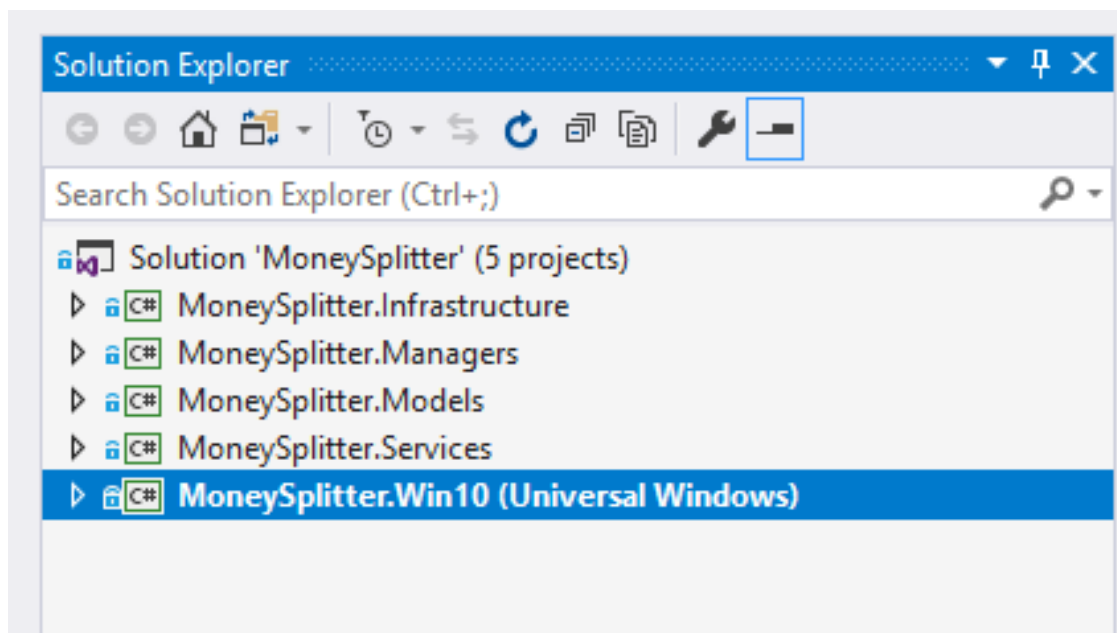 Solution Explorer
Search Solution Explorer (Ctrl+;)
Solution 'MoneySplitter' (5 projects)
C# MoneySplitter.Infrastructure
C# MoneySplitter.Managers
C# MoneySplitter.Models
C# MoneySplitter.Services
C# MoneySplitter.Win10 (Universal Windows)